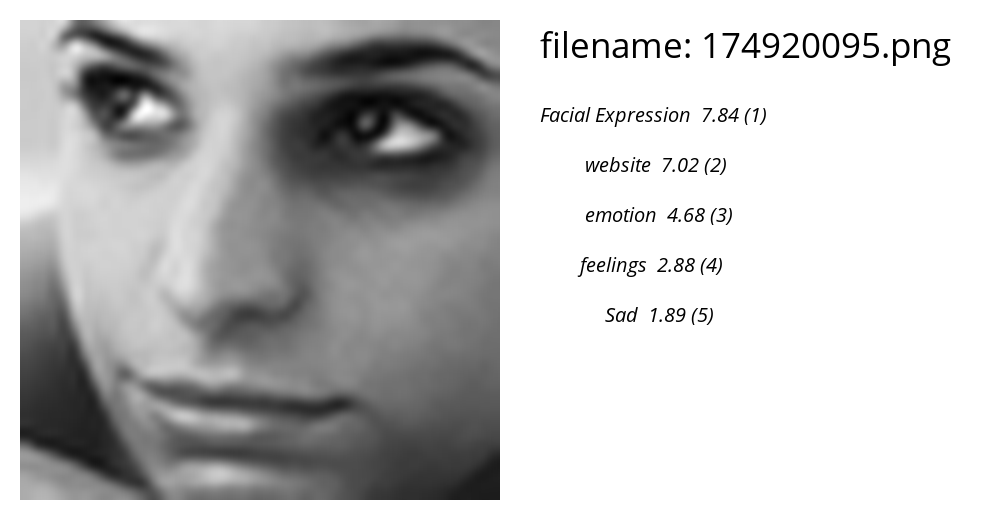 filename: 174920095.png
Facial Expression 7.84 (1)
website 7.02 (2)
emotion 4.68 (3)
feelings 2.88 (4)
Sad 1.89 (5)